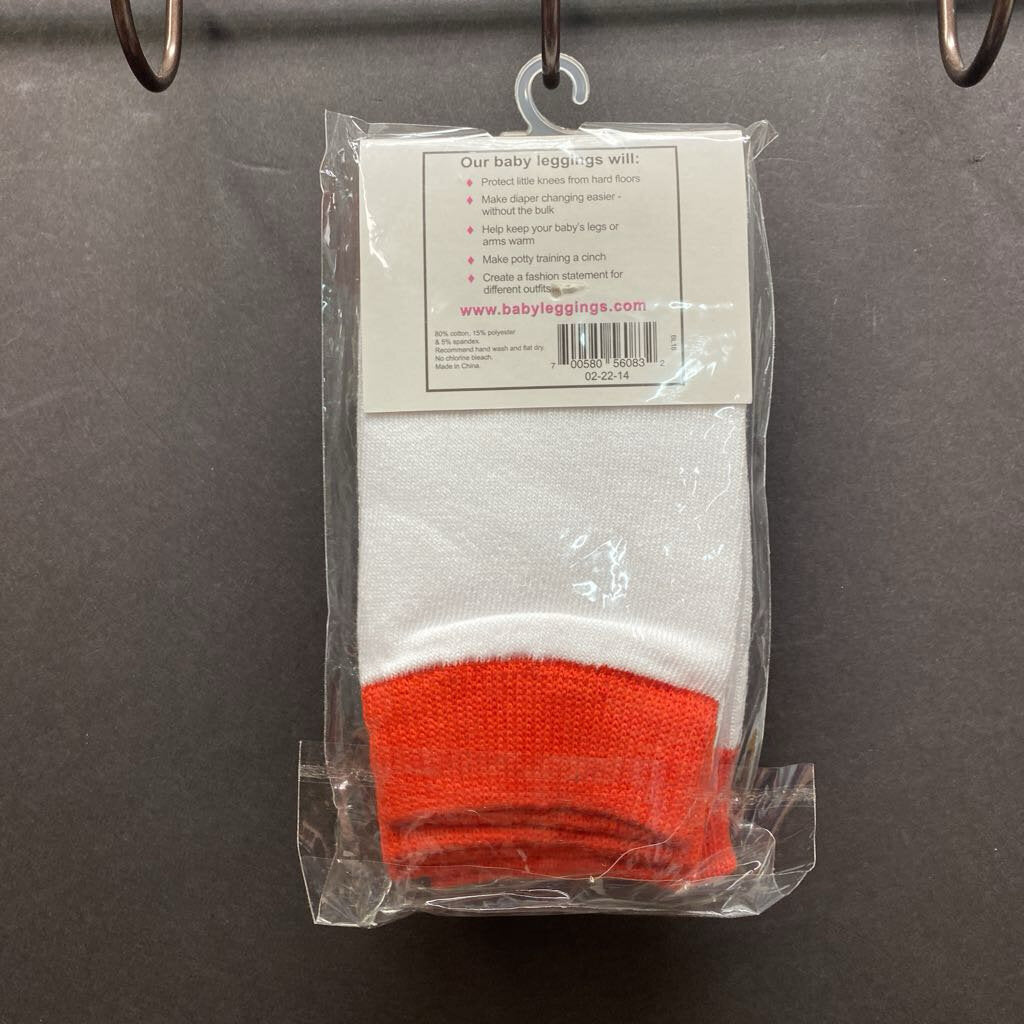 Our baby leggings will:
♦ Protect little knees from hard floors
♦ Make diaper changing easier -
without the bulk
♦ Help keep your baby's legs or
arms warm
♦ Make potty training a cinch
♦ Create a fashion statement for
different outfits
www.babyleggings.com
80% cotton, 15% polyester
& 5% spandex.
Recommend hand wash and flat dry.
No chlorine bleach.
Made in China.
BL18
7 00580 56083 2
02-22-14